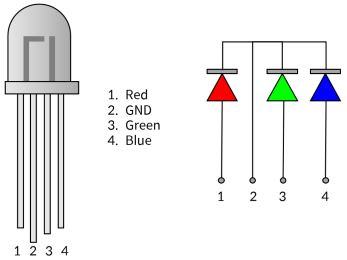 1. Red
2. GND
3. Green
4. Blue
1 2 3 4
1 2 3 4